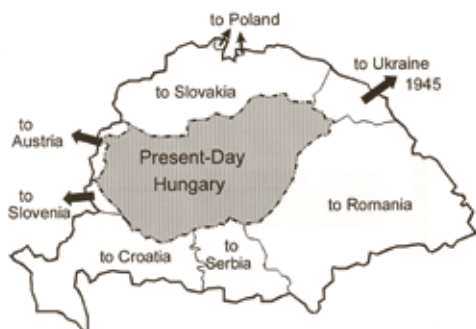 to Poland
to Ukraine
1945
to Slovakia
to
Austria
Present-Day
Hungary
to
Slovenia
to Romania
to Croatia
to
Serbia